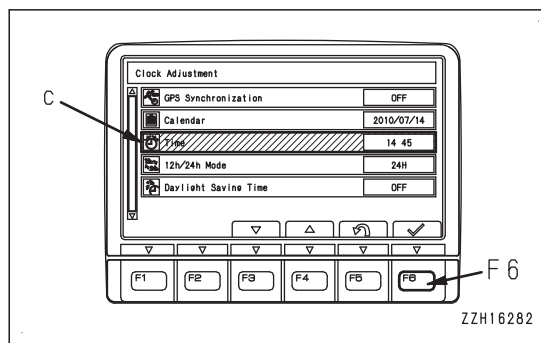 Clock Adjustment
C
GPS Synchronization OFF
Calendar 2010/07/14
Time 14 45
12h/24h Mode 24H
Daylight Saving Time OFF
F1 F2 F3 F4 F5 F6
F6
ZZH16282